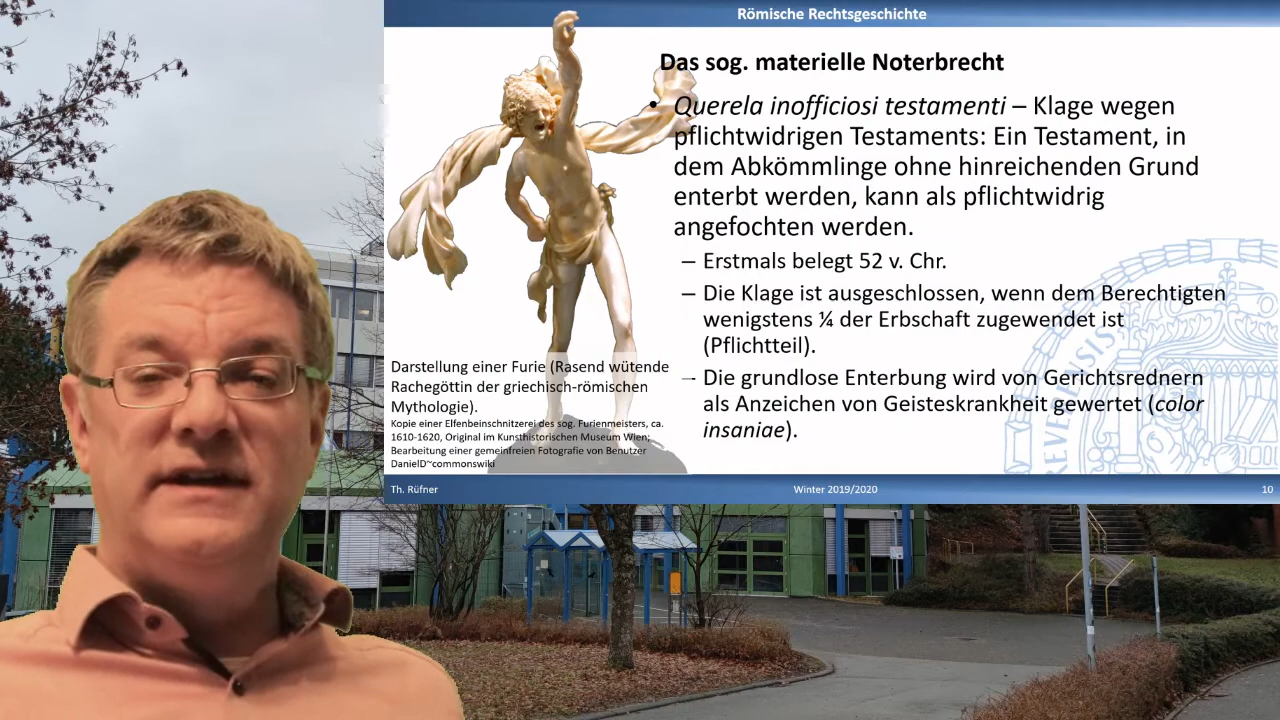 Römische Rechtsgeschichte
Das sog. materielle Noterbrecht
• Querela inofficiosi testamenti – Klage wegen
pflichtwidrigen Testaments: Ein Testament, in
dem Abkömmlinge ohne hinreichenden Grund
enterbt werden, kann als pflichtwidrig
angefochten werden.
– Erstmals belegt 52 v. Chr.
– Die Klage ist ausgeschlossen, wenn dem Berechtigten
wenigstens ¼ der Erbschaft zugewendet ist
(Pflichtteil).
– Die grundlose Enterbung wird von Gerichtsrednern
als Anzeichen von Geisteskrankheit gewertet (color
insaniae).
Darstellung einer Furie (Rasend wütende
Rachegöttin der griechisch-römischen
Mythologie).
Kopie einer Elfenbeinschnitzerei des sog. Furienmeisters, ca.
1610-1620, Original im Kunsthistorischen Museum Wien;
Bearbeitung einer gemeinfreien Fotografie von Benutzer
DanielD~commonswiki
Th. Rüfner
Winter 2019/2020
10